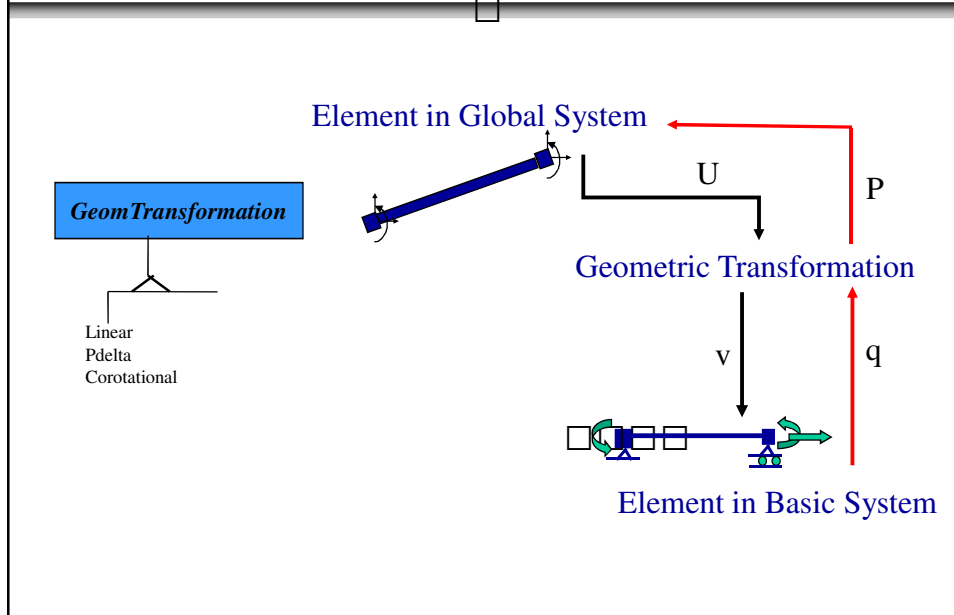 Element in Global System
U
P
GeomTransformation
Geometric Transformation
Linear
Pdelta
Corotational
v
q
Element in Basic System